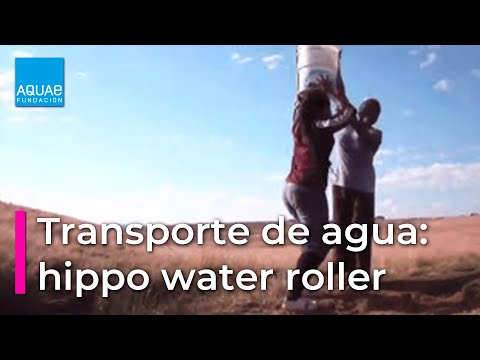 AQUAe
FUNDACIÓN
Transporte de agua:
hippo water roller